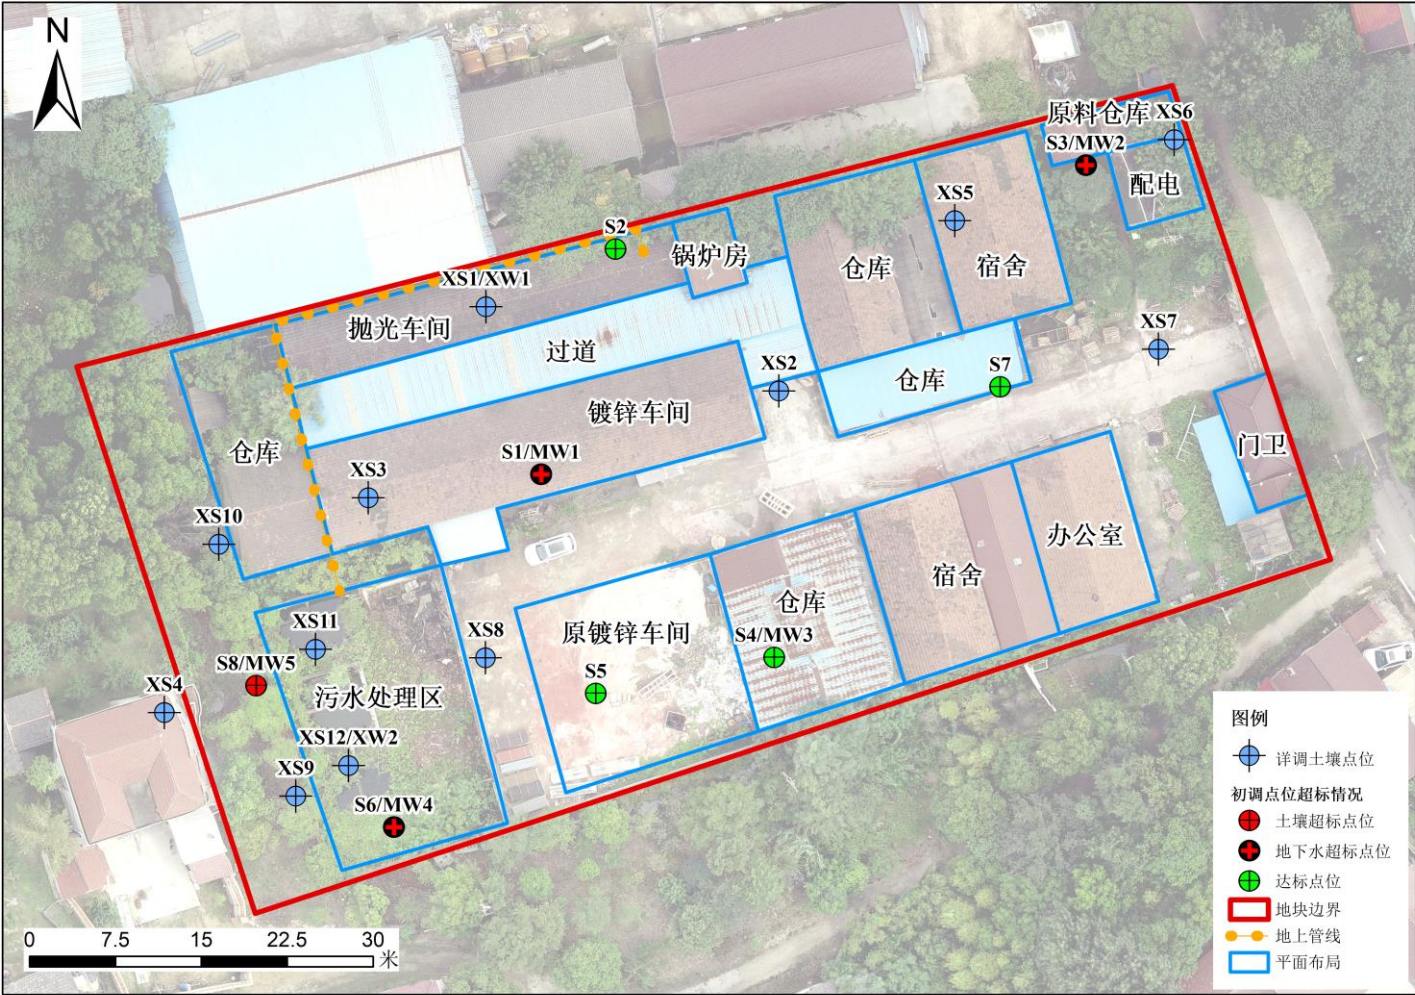 N
原料仓库 XS6
S3/MW2
配电
XS5
S2
锅炉房
仓库
宿舍
XS1/XW1
抛光车间
过道
XS2
仓库
S7
XS7
镀锌车间
仓库
XS3
S1/MW1
门卫
XS10
办公室
宿舍
仓库
原镀锌车间
XS11
XS8
S4/MW3
S8/MW5
S5
XS4
污水处理区
XS12/XW2
XS9
S6/MW4
图例
详调土壤点位
初调点位超标情况
土壤超标点位
地下水超标点位
达标点位
地块边界
地上管线
平面布局
0 7.5 15 22.5 30
米